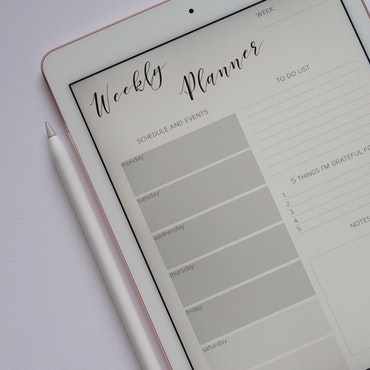 WEEK:
Weekly Planner
TO DO LIST
SCHEDULE AND EVENTS
monday:
tuesday:
wednesday:
thursday:
friday:
saturday:
5 THINGS I'M GRATEFUL
1.
2.
3.
4.
5.
NOTES